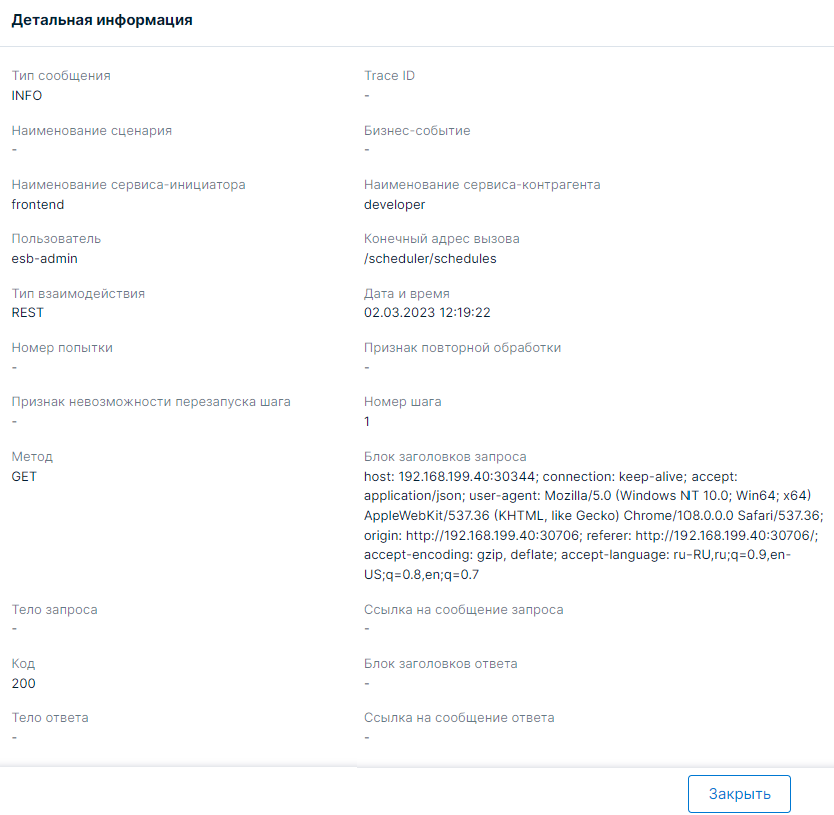 Детальная информация
Тип сообщения
INFO
Trace ID
-
Наименование сценария
-
Бизнес-событие
-
Наименование сервиса-инициатора
frontend
Наименование сервиса-контрагента
developer
Пользователь
esb-admin
Конечный адрес вызова
/scheduler/schedules
Тип взаимодействия
REST
Дата и время
02.03.2023 12:19:22
Номер попытки
-
Признак повторной обработки
-
Признак невозможности перезапуска шага
-
Номер шага
1
Метод
GET
Блок заголовков запроса
host: 192.168.199.40:30344; connection: keep-alive; accept:
application/json; user-agent: Mozilla/5.0 (Windows NT 10.0; Win64; x64)
AppleWebKit/537.36 (KHTML, like Gecko) Chrome/108.0.0.0 Safari/537.36;
origin: http://192.168.199.40:30706; referer: http://192.168.199.40:30706/;
accept-encoding: gzip, deflate; accept-language: ru-RU,ru;q=0.9,en-
US;q=0.8,en;q=0.7
Тело запроса
-
Ссылка на сообщение запроса
-
Код
200
Блок заголовков ответа
-
Тело ответа
-
Ссылка на сообщение ответа
-
Закрыть